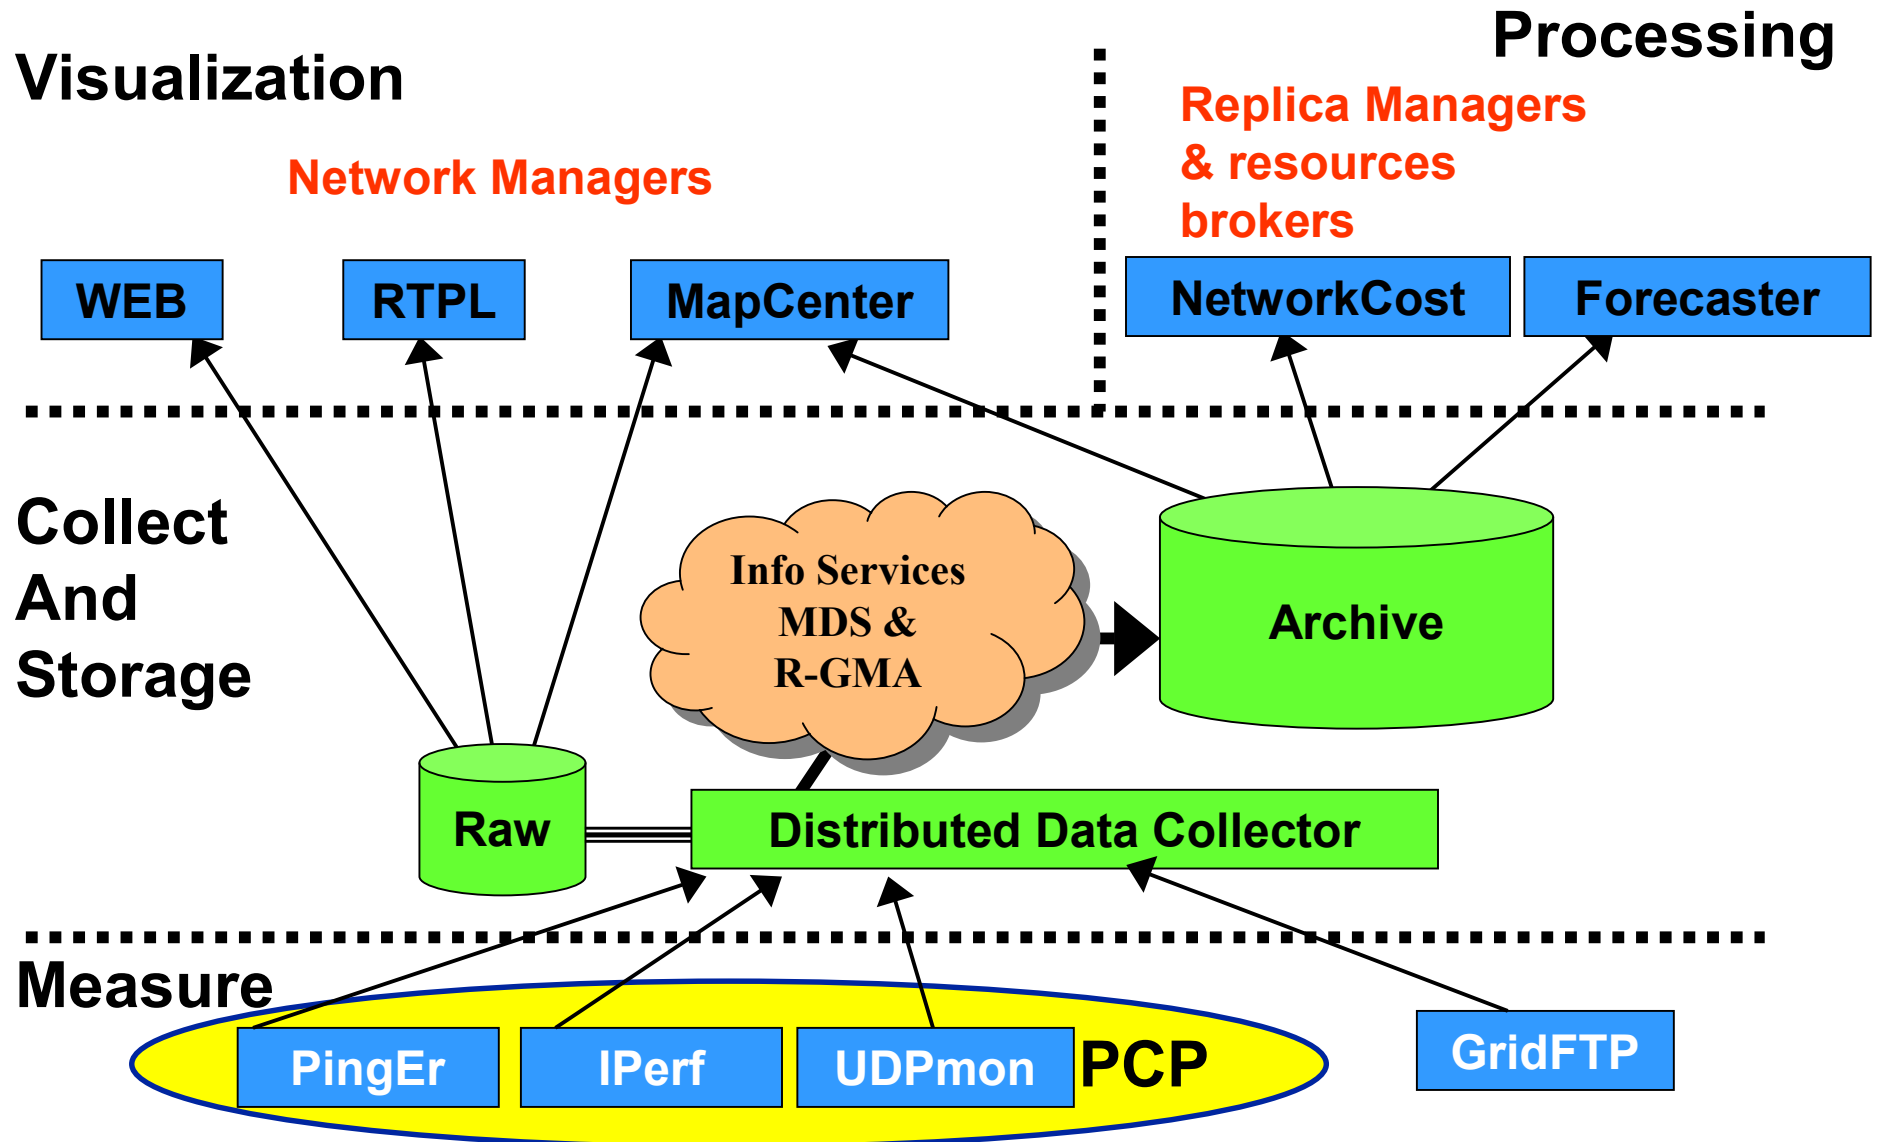 Processing
Visualization
Replica Managers
& resources
brokers
Network Managers
WEB
RTPL
MapCenter
NetworkCost
Forecaster
Collect
And
Storage
Info Services
MDS &
R-GMA
Archive
Raw
Distributed Data Collector
Measure
PingEr
IPerf
UDPmon
PCP
GridFTP